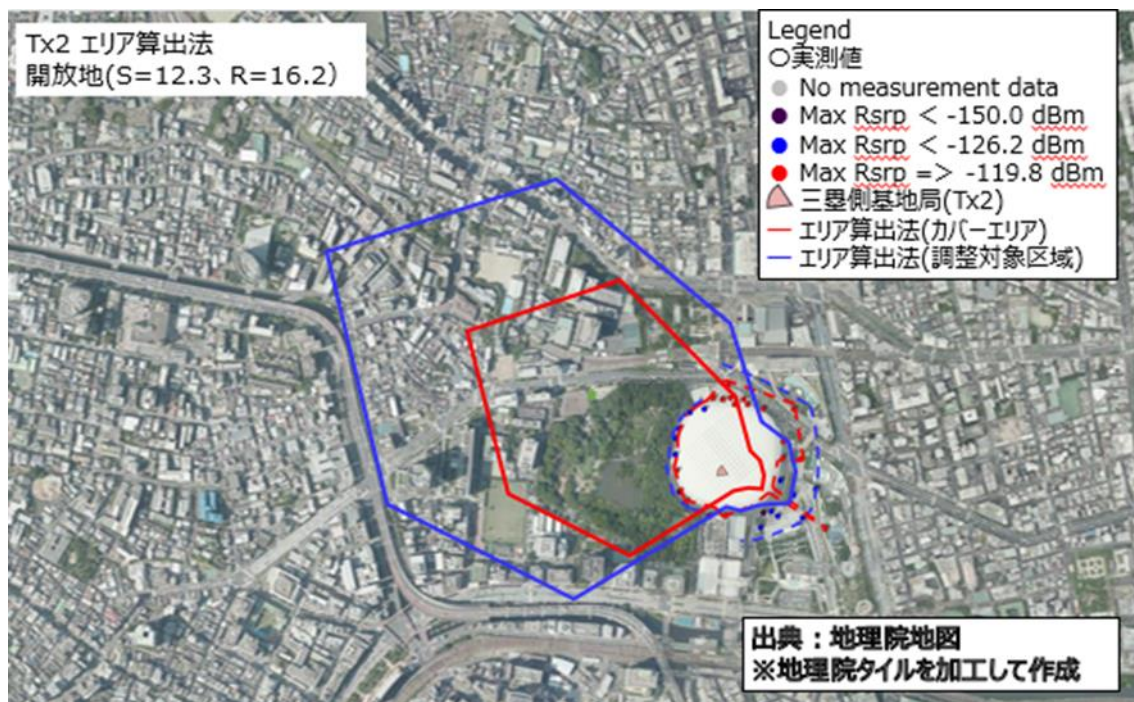 Tx2 エリア算出法
開放地(S=12.3、R=16.2）
Legend
○実測値
No measurement data
Max Rsrp < -150.0 dBm
Max Rsrp < -126.2 dBm
Max Rsrp => -119.8 dBm
三塁側基地局(Tx2)
エリア算出法(カバーエリア)
エリア算出法(調整対象区域)
出典：地理院地図
※地理院タイルを加工して作成